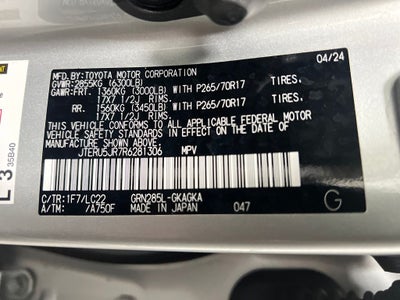 MFD.BY:TOYOTA MOTOR CORPORATION 04/24
GVWR:2855KG (6300LB)
GAWR:FRT. 1360KG (3000LB) WITH P265/70R17 TIRES,
17X7 1/2J RIMS,
RR. 1560KG (3450LB) WITH P265/70R17 TIRES,
17X7 1/2J RIMS,
THIS VEHICLE CONFORMS TO ALL APPLICABLE FEDERAL MOTOR
VEHICLE SAFETY STANDARDS IN EFFECT ON THE DATE OF
MANUFACTURE SHOWN ABOVE.
JTERU5JR7R6281306 MPV
C/TR:1F7/LC22 GRN285L-GKAGKA
A/TM: /A750F MADE IN JAPAN 047 G
L3
35B40